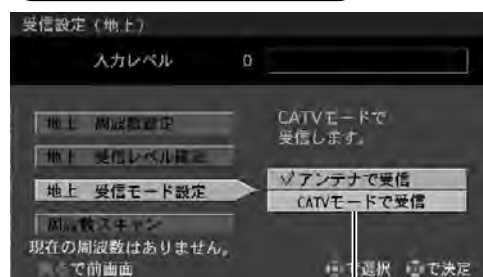 受信設定（地上）
入力レベル 0
地上 周波数設定
地上 受信レベル確認
地上 受信モード設定
周波数スキャン
CATVモードで
受信します。
アンテナで受信
CATVモードで受信
現在の周波数はありません。
で前画面
で選択 で決定